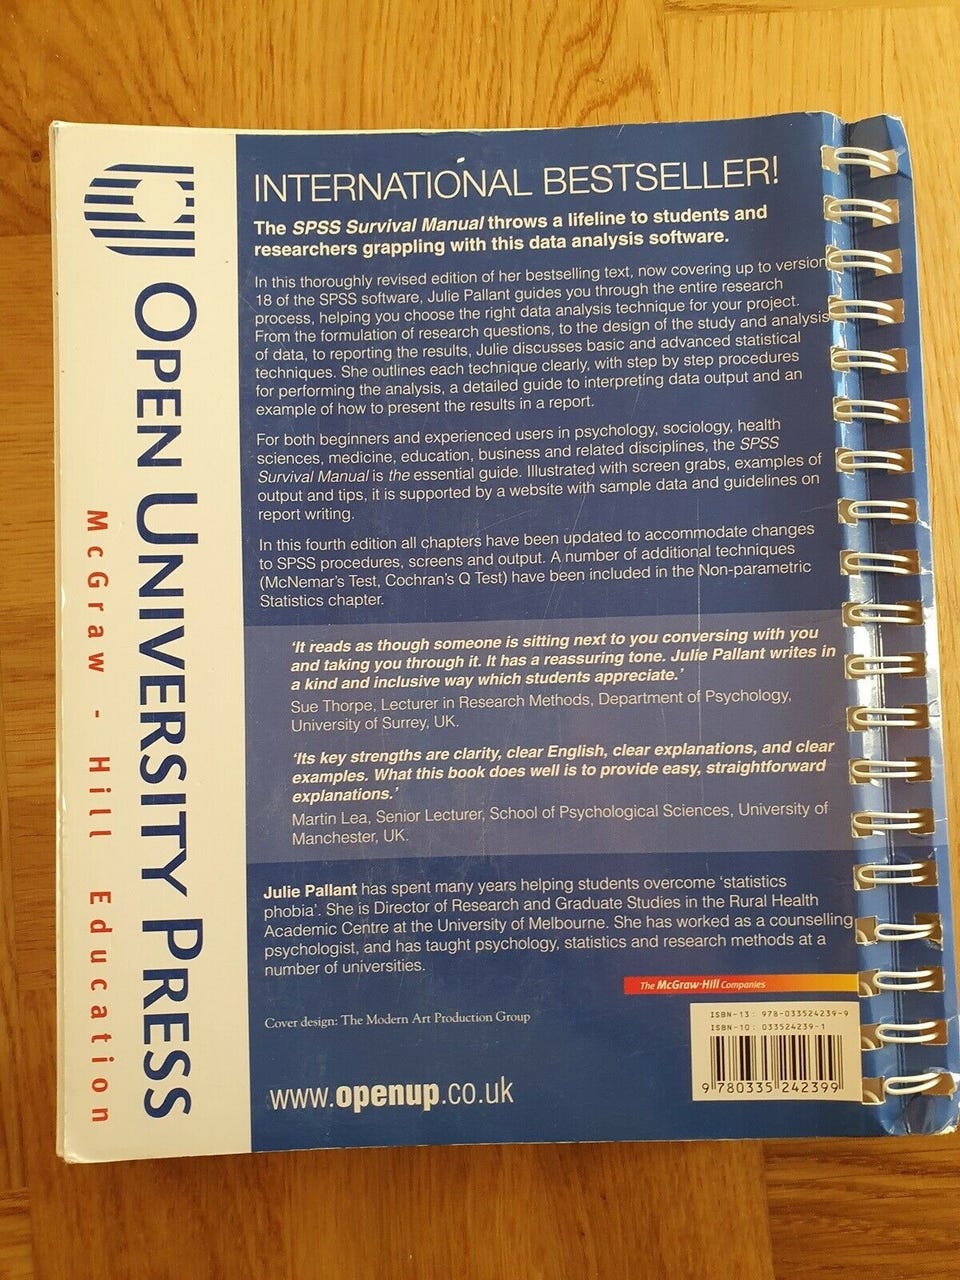 OPEN UNIVERSITY PRESS
McGraw - Hill Education
INTERNATIONAL BESTSELLER!
The SPSS Survival Manual throws a lifeline to students and
researchers grappling with this data analysis software.
In this thoroughly revised edition of her bestselling text, now covering up to version
18 of the SPSS software, Julie Pallant guides you through the entire research
process, helping you choose the right data analysis technique for your project.
From the formulation of research questions, to the design of the study and analysis
of data, to reporting the results, Julie discusses basic and advanced statistical
techniques. She outlines each technique clearly, with step by step procedures
for performing the analysis, a detailed guide to interpreting data output and an
example of how to present the results in a report.
For both beginners and experienced users in psychology, sociology, health
sciences, medicine, education, business and related disciplines, the SPSS
Survival Manual is the essential guide. Illustrated with screen grabs, examples of
output and tips, it is supported by a website with sample data and guidelines on
report writing.
In this fourth edition all chapters have been updated to accommodate changes
to SPSS procedures, screens and output. A number of additional techniques
(McNemar's Test, Cochran's Q Test) have been included in the Non-parametric
Statistics chapter.
'It reads as though someone is sitting next to you conversing with you
and taking you through it. It has a reassuring tone. Julie Pallant writes in
a kind and inclusive way which students appreciate.'
Sue Thorpe, Lecturer in Research Methods, Department of Psychology,
University of Surrey, UK.
'Its key strengths are clarity, clear English, clear explanations, and clear
examples. What this book does well is to provide easy, straightforward
explanations.'
Martin Lea, Senior Lecturer, School of Psychological Sciences, University of
Manchester, UK.
Julie Pallant has spent many years helping students overcome 'statistics
phobia'. She is Director of Research and Graduate Studies in the Rural Health
Academic Centre at the University of Melbourne. She has worked as a counselling
psychologist, and has taught psychology, statistics and research methods at a
number of universities.
The McGraw·Hill Companies
Cover design: The Modern Art Production Group
ISBN-13: 978-033524239-9
ISBN-10: 033524239-1
9 780335 242399
www.openup.co.uk